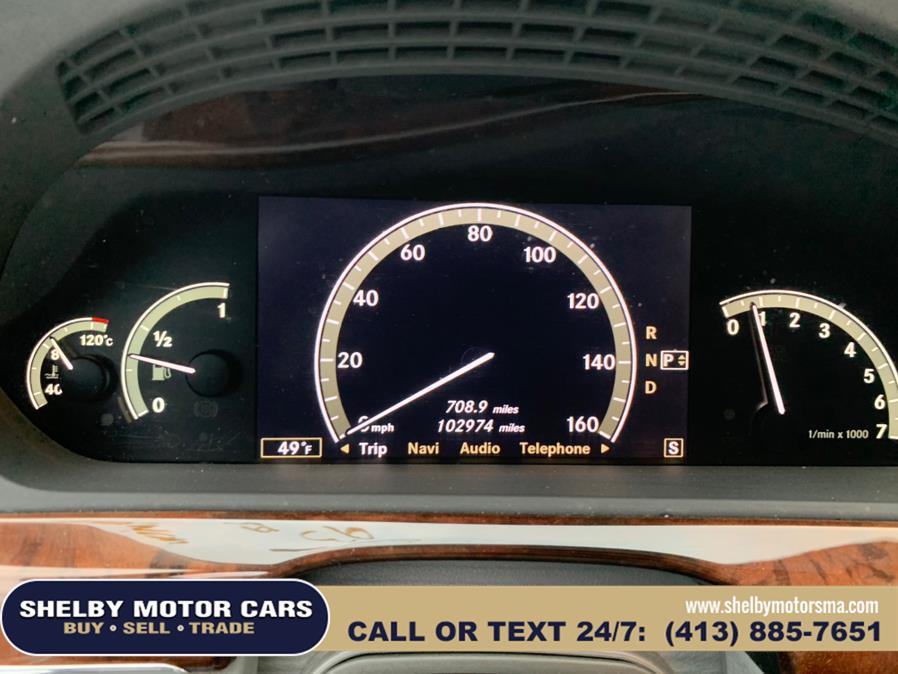 80
60
100
40
120
20
140
0 mph
160
R
N P
D
708.9 miles
102974 miles
49°F
Trip Navi Audio Telephone
S
1
½
0
120°C
8
40
0 1 2 3 4 5 6 7
1/min x 1000
SHELBY MOTOR CARS
BUY • SELL • TRADE
www.shelbymotorsma.com
CALL OR TEXT 24/7: (413) 885-7651